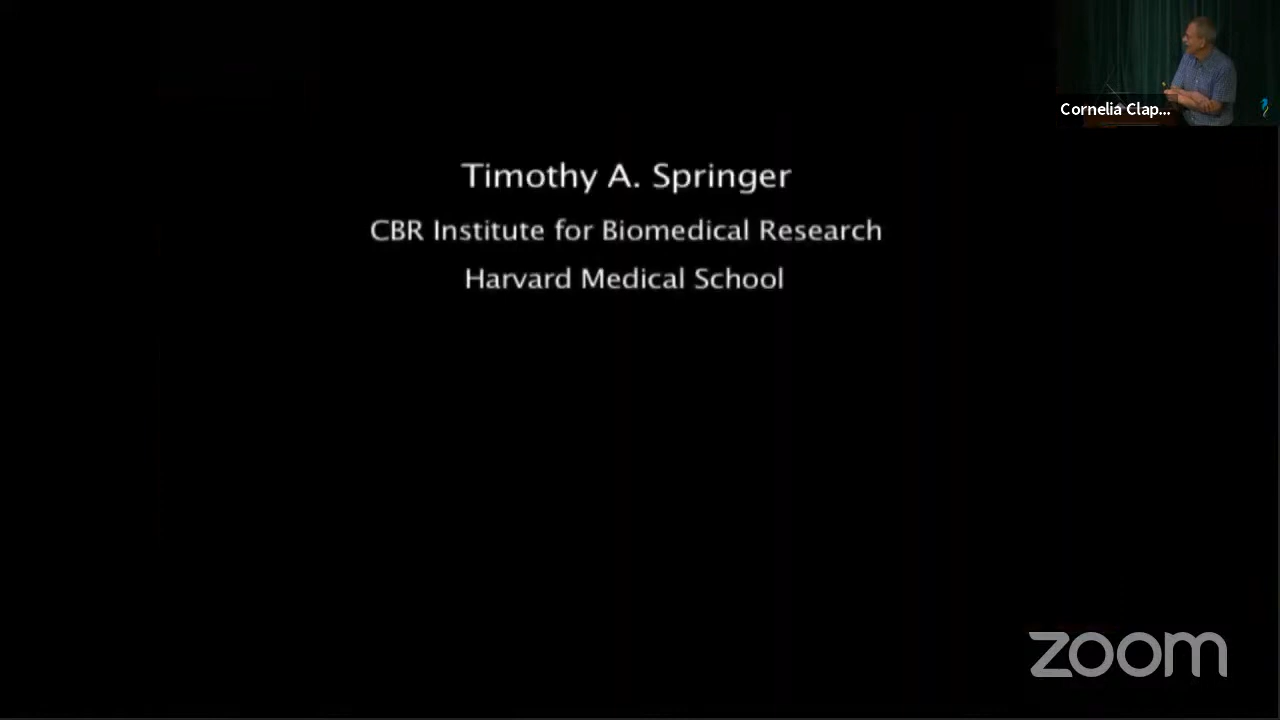 Cornelia Clap...
Timothy A. Springer
CBR Institute for Biomedical Research
Harvard Medical School
zoom